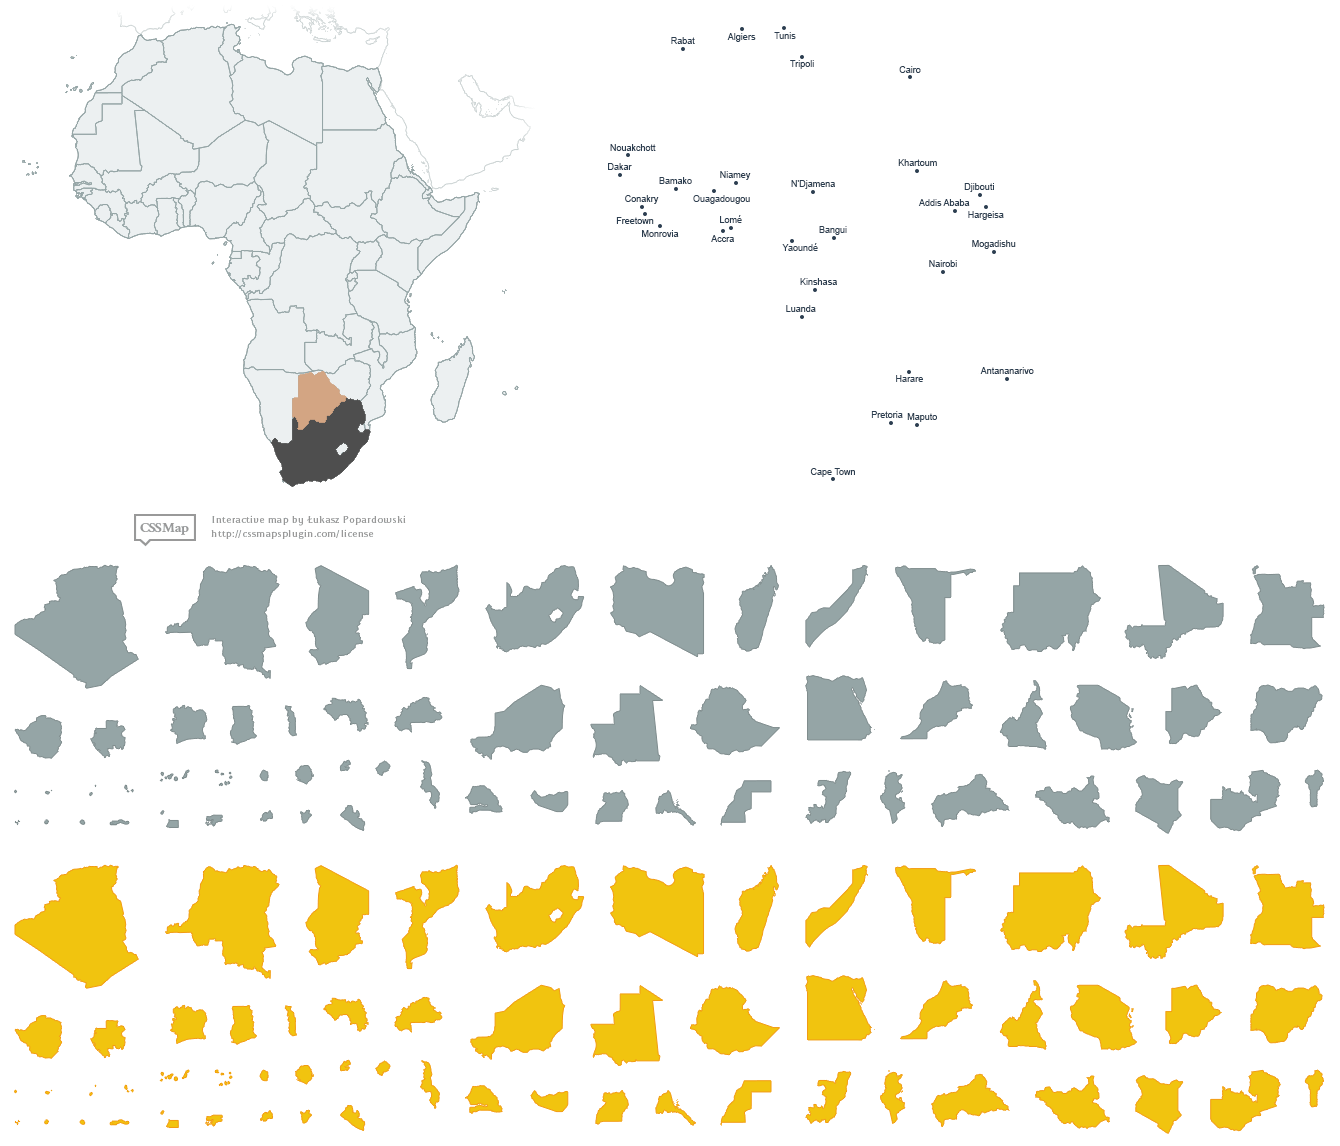 Rabat
Algiers
Tunis
Tripoli
Cairo
Nouakchott
Dakar
Bamako
Niamey
N'Djamena
Khartoum
Djibouti
Conakry
Ouagadougou
Addis Ababa
Hargeisa
Freetown
Lomé
Monrovia
Accra
Bangui
Yaoundé
Mogadishu
Nairobi
Kinshasa
Luanda
Harare
Antananarivo
Pretoria
Maputo
Cape Town
CSSMap
Interactive map by Łukasz Popardowski
http://cssmapsplugin.com/license